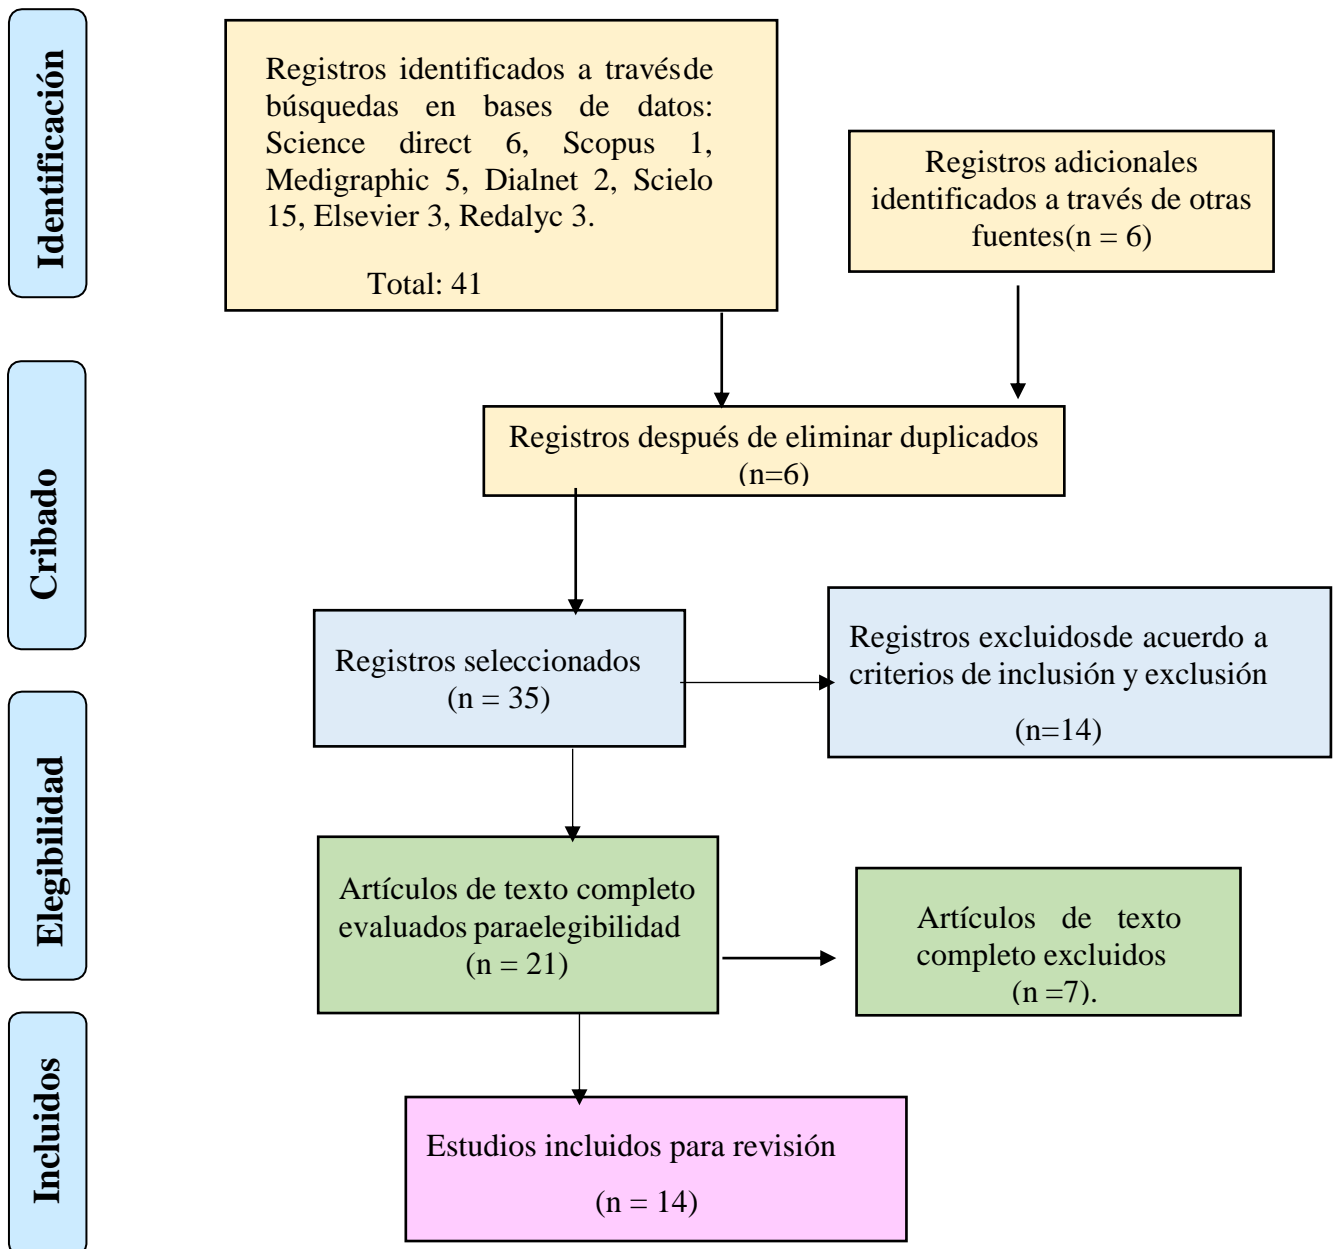 Identificación
Registros identificados a travésde
búsquedas en bases de datos:
Science direct 6, Scopus 1,
Medigraphic 5, Dialnet 2, Scielo
15, Elsevier 3, Redalyc 3.
Total: 41
Registros adicionales
identificados a través de otras
fuentes(n = 6)
Cribado
Registros después de eliminar duplicados
(n=6)
Registros seleccionados
(n = 35)
Registros excluidosde acuerdo a
criterios de inclusión y exclusión
(n=14)
Elegibilidad
Artículos de texto completo
evaluados paraelegibilidad
(n = 21)
Artículos de texto
completo excluidos
(n =7).
Incluidos
Estudios incluidos para revisión
(n = 14)